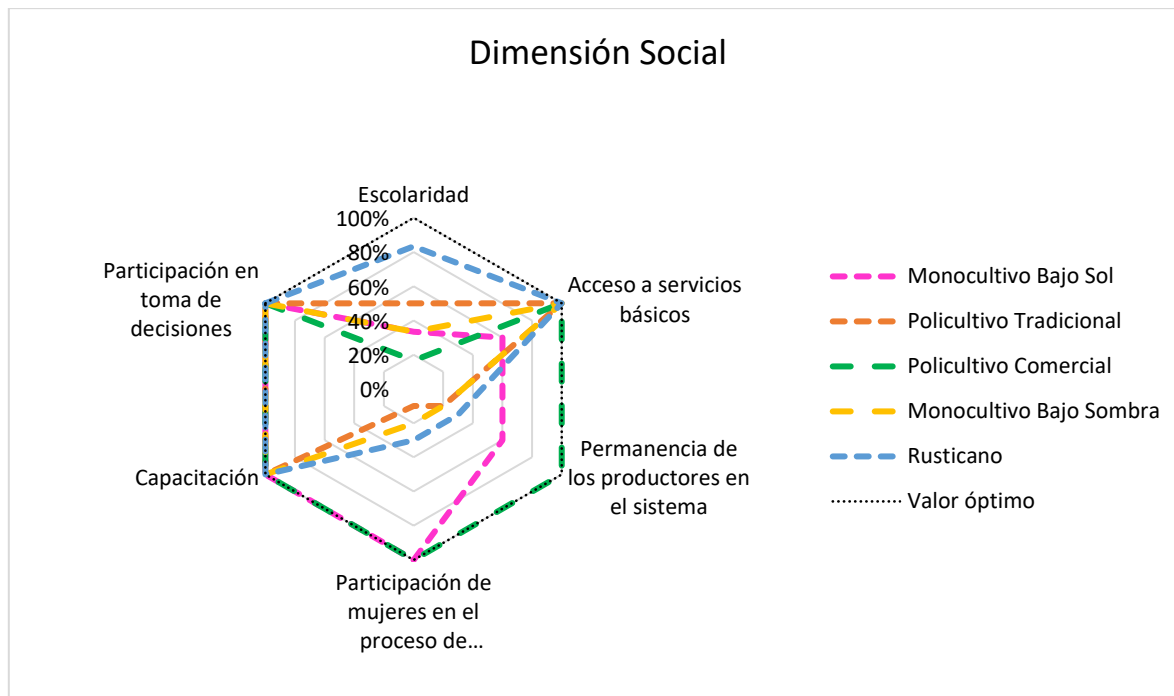 Dimensión Social
Escolaridad
100%
80%
60%
40%
20%
0%
Acceso a servicios
básicos
Permanencia de
los productores en
el sistema
Participación de
mujeres en el
proceso de…
Capacitación
Participación en
toma de
decisiones
Monocultivo Bajo Sol
Policultivo Tradicional
Policultivo Comercial
Monocultivo Bajo Sombra
Rusticano
Valor óptimo